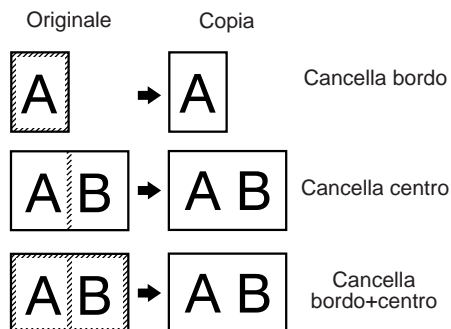 Originale Copia
A A Cancella bordo
A B A B Cancella centro
A B A B Cancella
bordo+centro